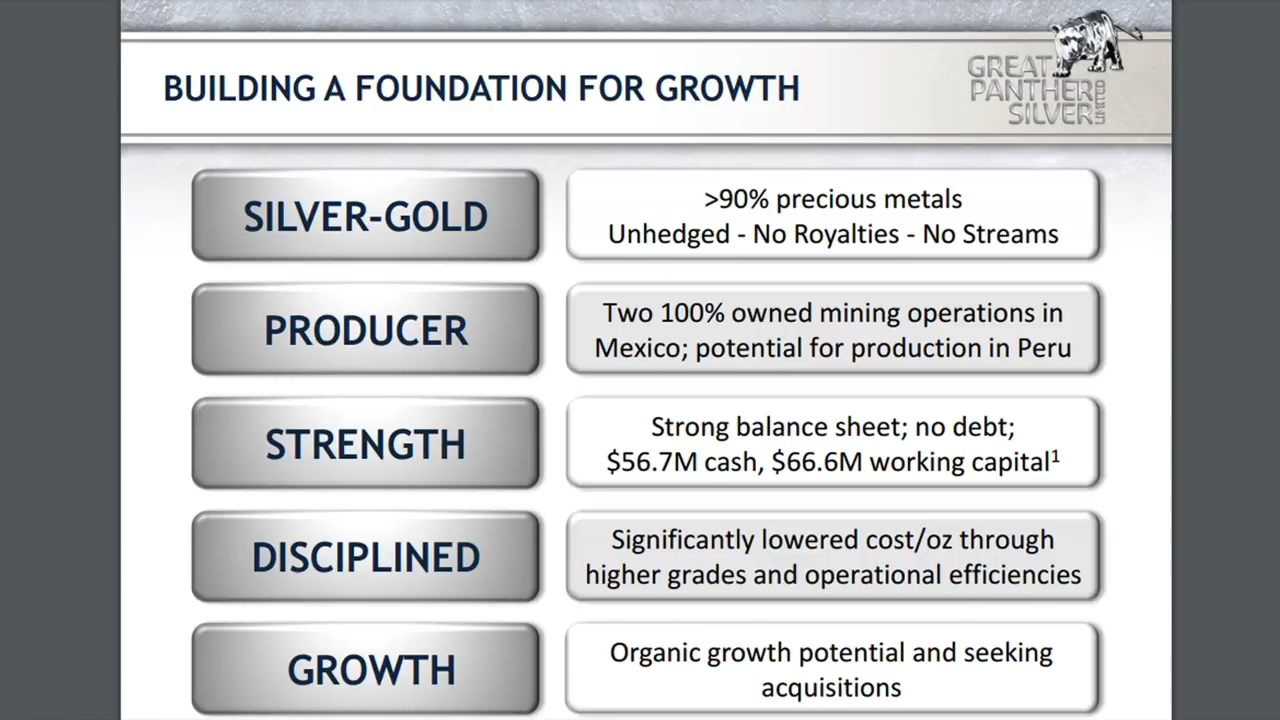 BUILDING A FOUNDATION FOR GROWTH
GREAT
PANTHER
SILVER
LIMITED
SILVER-GOLD
>90% precious metals
Unhedged - No Royalties - No Streams
PRODUCER
Two 100% owned mining operations in
Mexico; potential for production in Peru
STRENGTH
Strong balance sheet; no debt;
$56.7M cash, $66.6M working capital¹
DISCIPLINED
Significantly lowered cost/oz through
higher grades and operational efficiencies
GROWTH
Organic growth potential and seeking
acquisitions